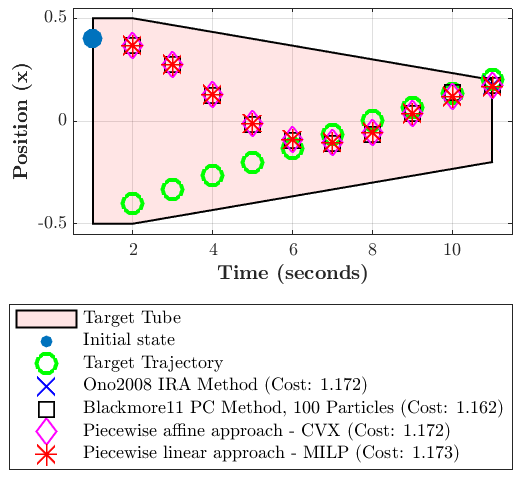 0.5
0
-0.5
Position (x)
2 4 6 8 10
Time (seconds)
Target Tube
Initial state
Target Trajectory
Ono2008 IRA Method (Cost: 1.172)
Blackmore11 PC Method, 100 Particles (Cost: 1.162)
Piecewise affine approach - CVX (Cost: 1.172)
Piecewise linear approach - MILP (Cost: 1.173)